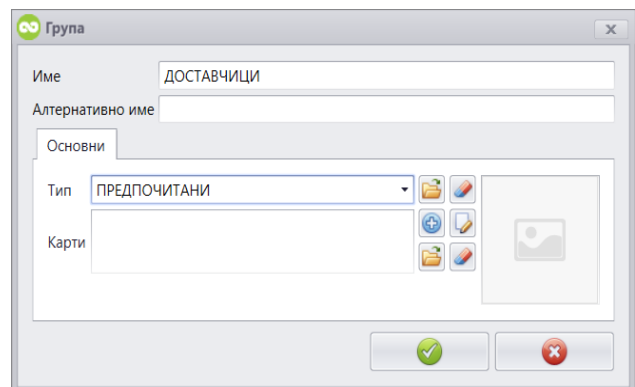 Група
Име ДОСТАВЧИЦИ
Алтернативно име
Основни
Тип ПРЕДПОЧИТАНИ
Карти